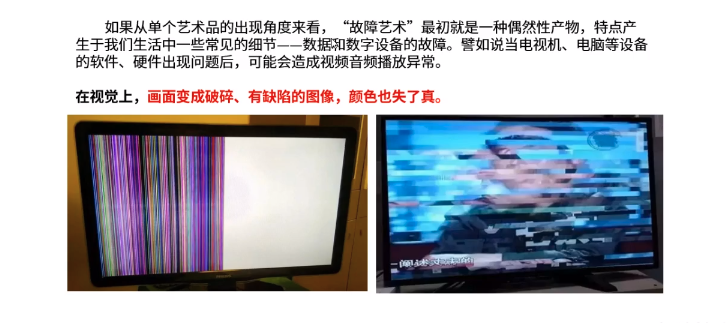 如果从单个艺术品的出现角度来看，“故障艺术”最初就是一种偶然性产物，特点产
生于我们生活中一些常见的细节——数据和数字设备的故障。譬如说当电视机、电脑等设备
的软件、硬件出现问题后，可能会造成视频音频播放异常。
在视觉上，画面变成破碎、有缺陷的图像，颜色也失了真。